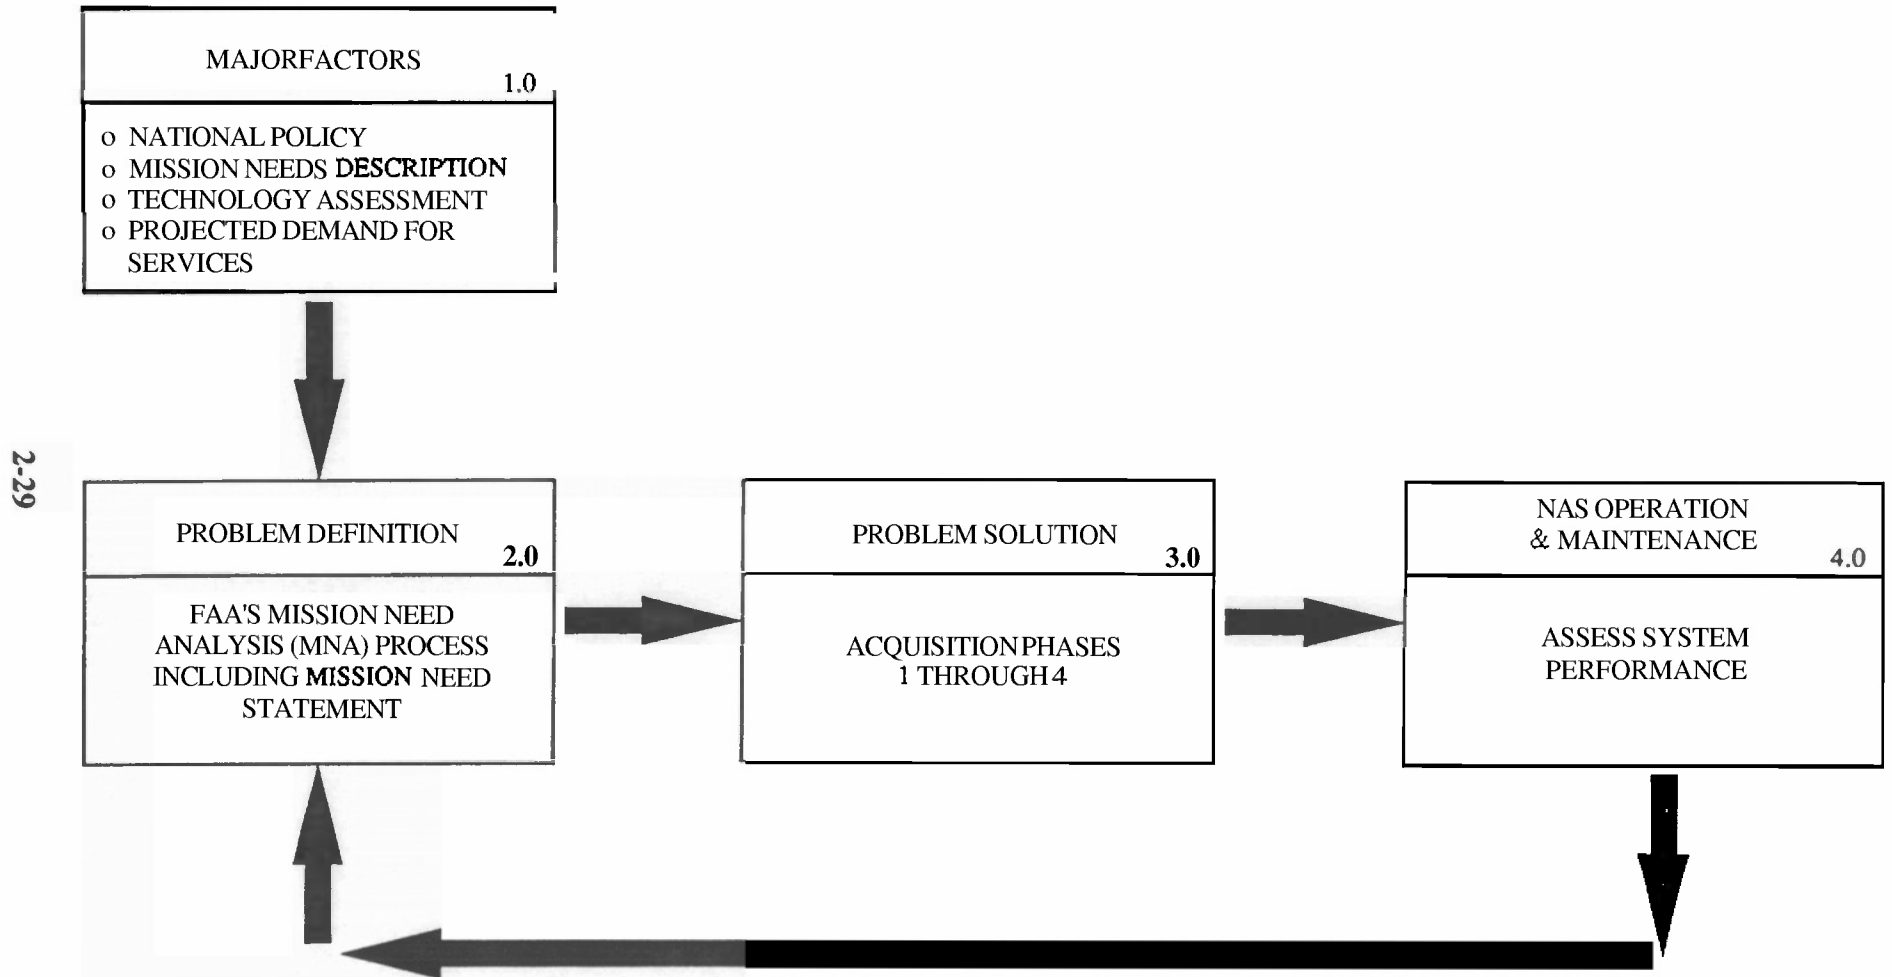 MAJORFACTORS
1.0
o NATIONAL POLICY
o MISSION NEEDS DESCRIPTION
o TECHNOLOGY ASSESSMENT
o PROJECTED DEMAND FOR
SERVICES
2-29
PROBLEM DEFINITION
2.0
FAA'S MISSION NEED
ANALYSIS (MNA) PROCESS
INCLUDING MISSION NEED
STATEMENT
PROBLEM SOLUTION
3.0
ACQUISITION PHASES
1 THROUGH 4
NAS OPERATION
& MAINTENANCE
4.0
ASSESS SYSTEM
PERFORMANCE